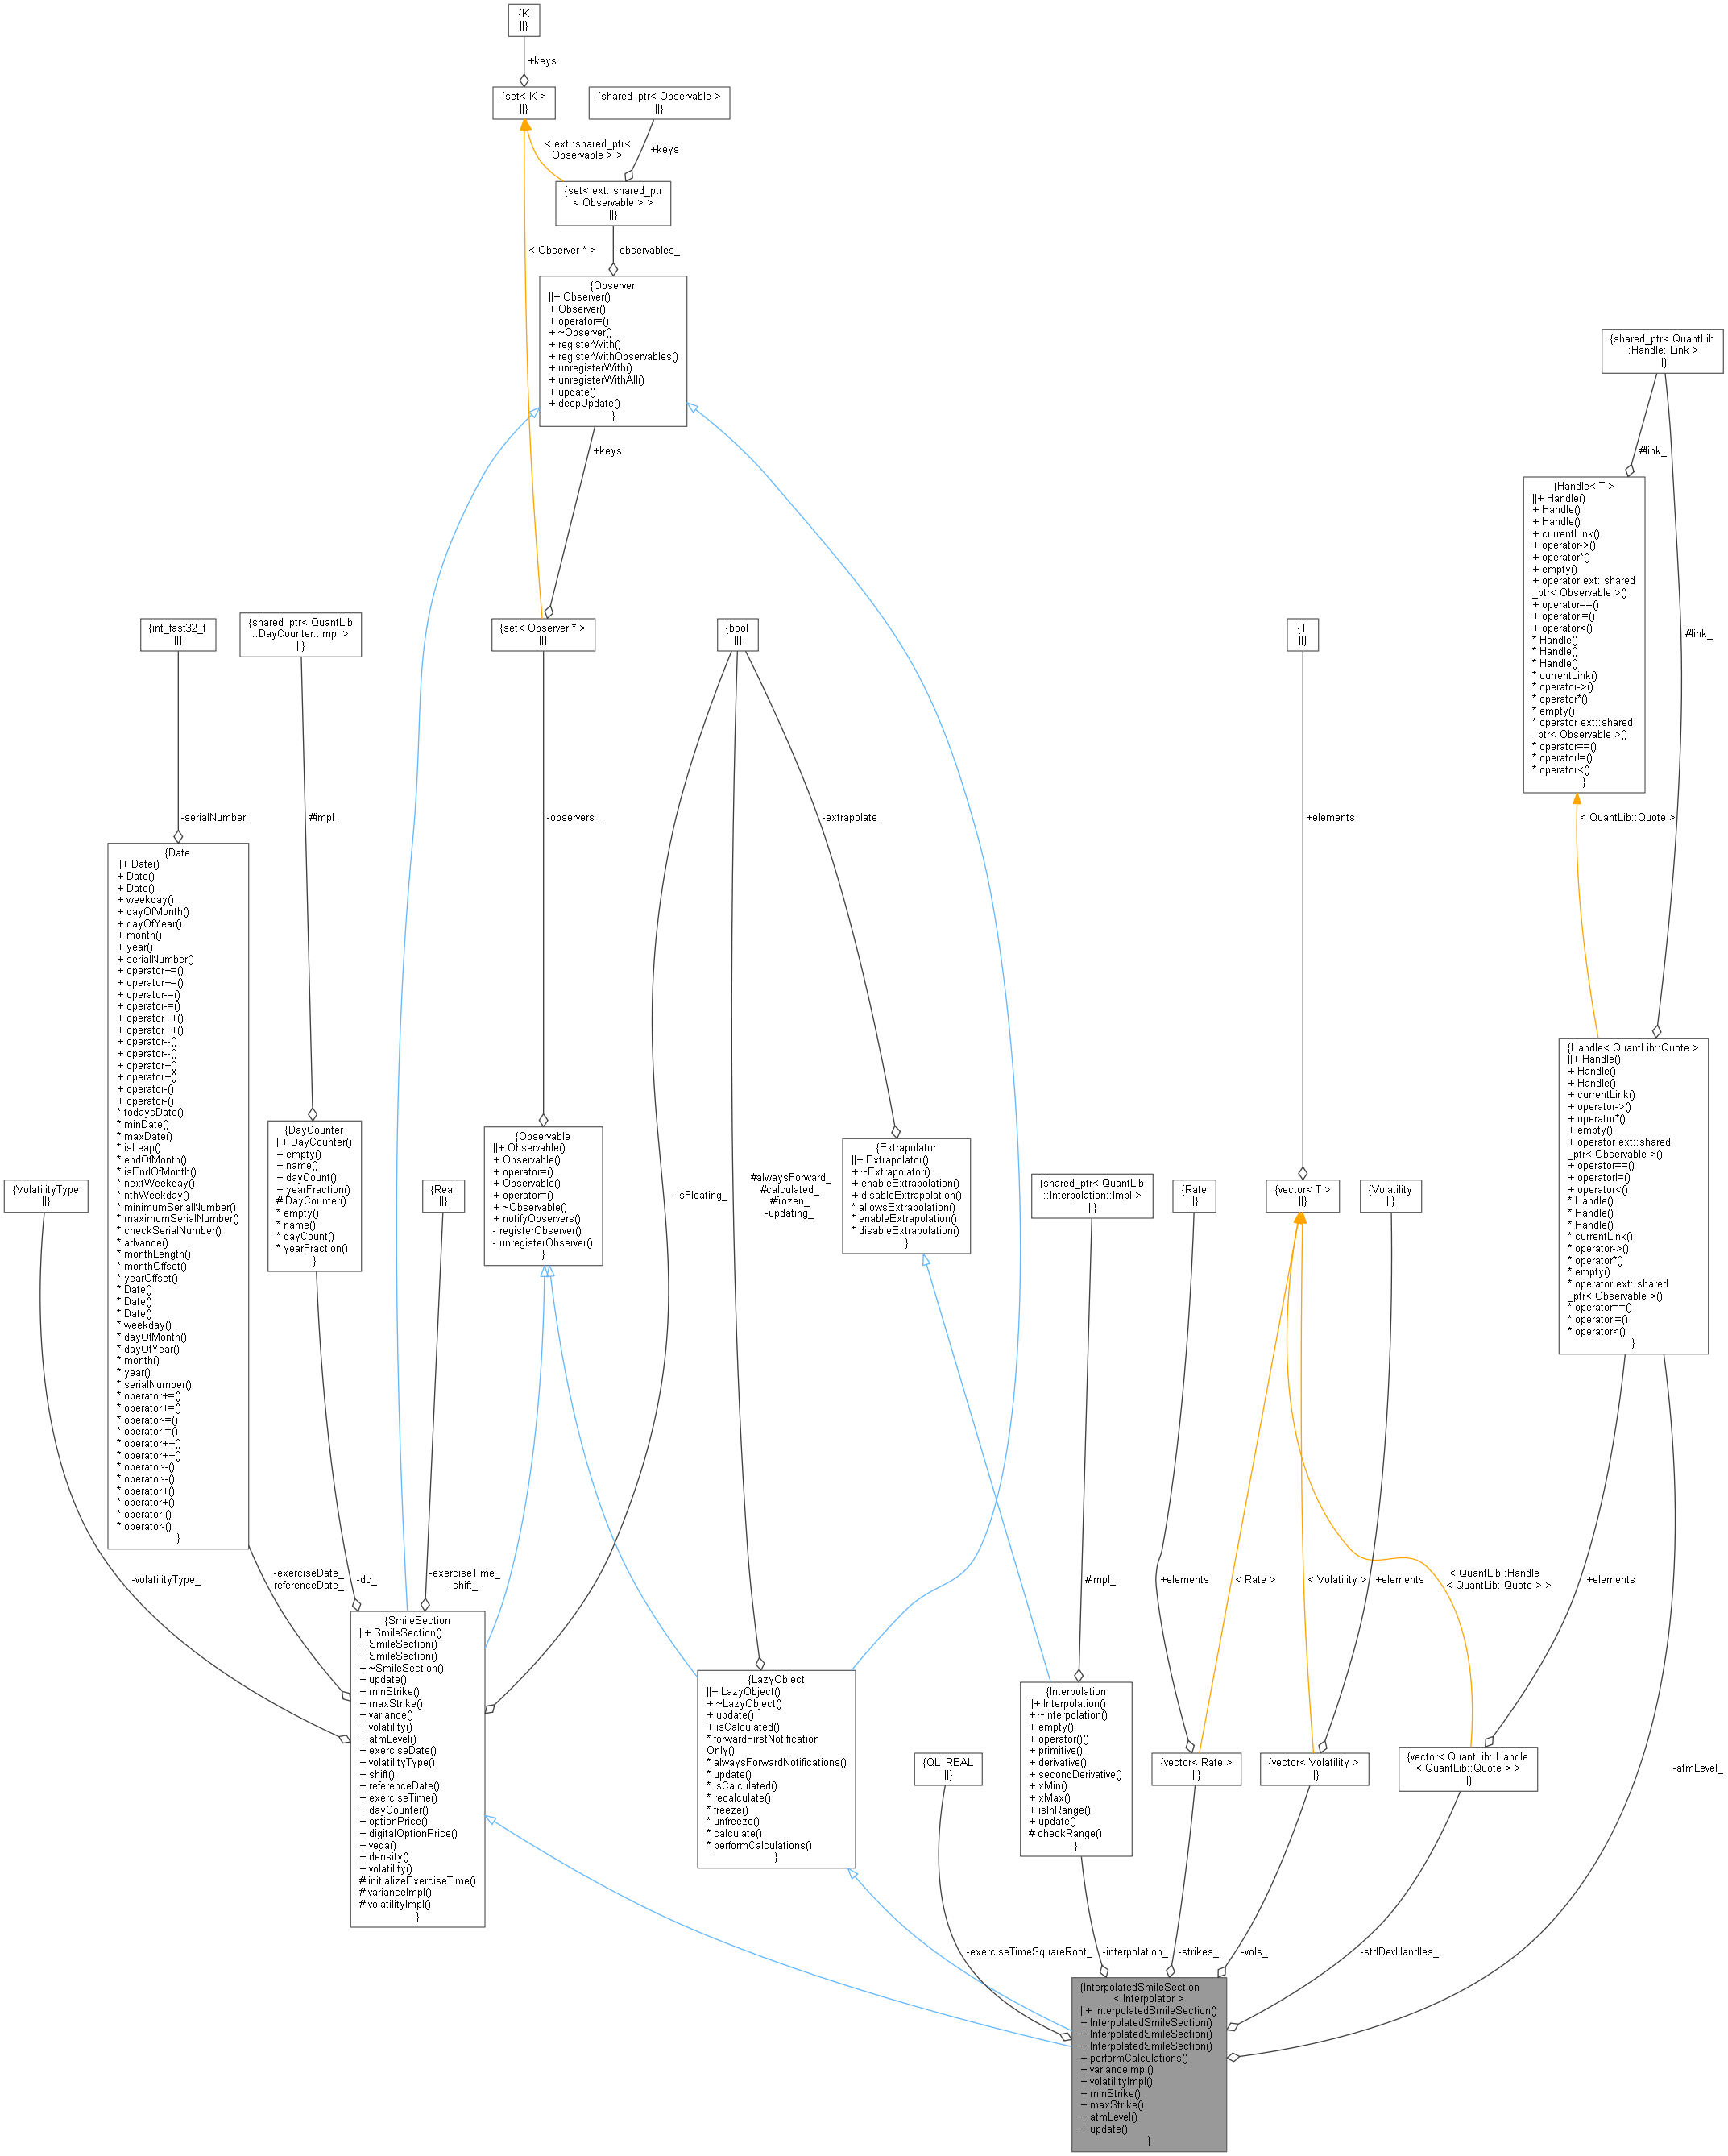 {K
||}
+keys
{set< K >
||}
{shared_ptr< Observable >
||}
< ext::shared_ptr<
Observable > >
+keys
{set< ext::shared_ptr
< Observable > >
||}
< Observer * >
-observables_
{Observer
||+ Observer()
+ Observer()
+ operator=()
+ ~Observer()
+ registerWith()
+ registerWithObservables()
+ unregisterWith()
+ unregisterWithAll()
+ update()
+ deepUpdate()
}
+keys
{shared_ptr< QuantLib
::Handle::Link >
||}
#link_
#link_
{Handle< T >
||+ Handle()
+ Handle()
+ Handle()
+ currentLink()
+ operator->()
+ operator*()
+ empty()
+ operator ext::shared
_ptr< Observable >()
+ operator==()
+ operator!=()
+ operator<()
* Handle()
* Handle()
* Handle()
* currentLink()
* operator->()
* operator*()
* empty()
* operator ext::shared
_ptr< Observable >()
* operator==()
* operator!=()
* operator<()
}
{int_fast32_t
||}
{shared_ptr< QuantLib
::DayCounter::Impl >
||}
{set< Observer * >
||}
{bool
||}
{T
||}
-serialNumber_
#impl_
-observers_
-extrapolate_
+elements
< QuantLib::Quote >
{Date
||+ Date()
+ Date()
+ Date()
+ weekday()
+ dayOfMonth()
+ dayOfYear()
+ month()
+ year()
+ serialNumber()
+ operator+=()
+ operator+=()
+ operator-=()
+ operator-=()
+ operator++()
+ operator++()
+ operator--()
+ operator--()
+ operator+()
+ operator+()
+ operator-()
+ operator-()
* todaysDate()
* minDate()
* maxDate()
* isLeap()
* endOfMonth()
* isEndOfMonth()
* nextWeekday()
* nthWeekday()
* minimumSerialNumber()
* maximumSerialNumber()
* checkSerialNumber()
* advance()
* monthLength()
* monthOffset()
* yearOffset()
* Date()
* Date()
* Date()
* weekday()
* dayOfMonth()
* dayOfYear()
* month()
* year()
* serialNumber()
* operator+=()
* operator+=()
* operator-=()
* operator-=()
* operator++()
* operator++()
* operator--()
* operator--()
* operator+()
* operator+()
* operator-()
* operator-()
}
{DayCounter
||+ DayCounter()
+ empty()
+ name()
+ dayCount()
+ yearFraction()
# DayCounter()
* empty()
* name()
* dayCount()
* yearFraction()
}
{Observable
||+ Observable()
+ Observable()
+ operator=()
+ Observable()
+ operator=()
+ ~Observable()
+ notifyObservers()
- registerObserver()
- unregisterObserver()
}
{Extrapolator
||+ Extrapolator()
+ ~Extrapolator()
+ enableExtrapolation()
+ disableExtrapolation()
* allowsExtrapolation()
* enableExtrapolation()
* disableExtrapolation()
}
{Handle< QuantLib::Quote >
||+ Handle()
+ Handle()
+ Handle()
+ currentLink()
+ operator->()
+ operator*()
+ empty()
+ operator ext::shared
_ptr< Observable >()
+ operator==()
+ operator!=()
+ operator<()
* Handle()
* Handle()
* Handle()
* currentLink()
* operator->()
* operator*()
* empty()
* operator ext::shared
_ptr< Observable >()
* operator==()
* operator!=()
* operator<()
}
{VolatilityType
||}
{Real
||}
-isFloating_
#alwaysForward_
#calculated_
#frozen_
-updating_
{shared_ptr< QuantLib
::Interpolation::Impl >
||}
{Rate
||}
{vector< T >
||}
{Volatility
||}
-volatilityType_
-exerciseDate_
-referenceDate_
-dc_
-exerciseTime_
-shift_
#impl_
+elements
< Rate >
< Volatility >
+elements
< QuantLib::Handle
< QuantLib::Quote > >
+elements
{SmileSection
||+ SmileSection()
+ SmileSection()
+ SmileSection()
+ ~SmileSection()
+ update()
+ minStrike()
+ maxStrike()
+ variance()
+ volatility()
+ atmLevel()
+ exerciseDate()
+ volatilityType()
+ shift()
+ referenceDate()
+ exerciseTime()
+ dayCounter()
+ optionPrice()
+ digitalOptionPrice()
+ vega()
+ density()
+ volatility()
# initializeExerciseTime()
# varianceImpl()
# volatilityImpl()
}
{LazyObject
||+ LazyObject()
+ ~LazyObject()
+ update()
+ isCalculated()
* forwardFirstNotification
Only()
* alwaysForwardNotifications()
* update()
* isCalculated()
* recalculate()
* freeze()
* unfreeze()
* calculate()
* performCalculations()
}
{QL_REAL
||}
{Interpolation
||+ Interpolation()
+ ~Interpolation()
+ empty()
+ operator()()
+ primitive()
+ derivative()
+ secondDerivative()
+ xMin()
+ xMax()
+ isInRange()
+ update()
# checkRange()
}
{vector< Rate >
||}
{vector< Volatility >
||}
{vector< QuantLib::Handle
< QuantLib::Quote > >
||}
-atmLevel_
-exerciseTimeSquareRoot_
-interpolation_
-strikes_
-vols_
-stdDevHandles_
{InterpolatedSmileSection
< Interpolator >
||+ InterpolatedSmileSection()
+ InterpolatedSmileSection()
+ InterpolatedSmileSection()
+ InterpolatedSmileSection()
+ performCalculations()
+ varianceImpl()
+ volatilityImpl()
+ minStrike()
+ maxStrike()
+ atmLevel()
+ update()
}